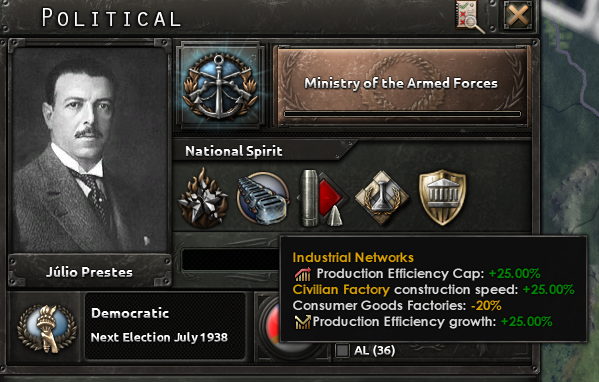 POLITICAL
Ministry of the Armed Forces
National Spirit
Industrial Networks
Production Efficiency Cap: +25.00%
Civilian Factory construction speed: +25.00%
Consumer Goods Factories: -20%
Production Efficiency growth: +25.00%
Júlio Prestes
Democratic
Next Election July 1938
AL (36)